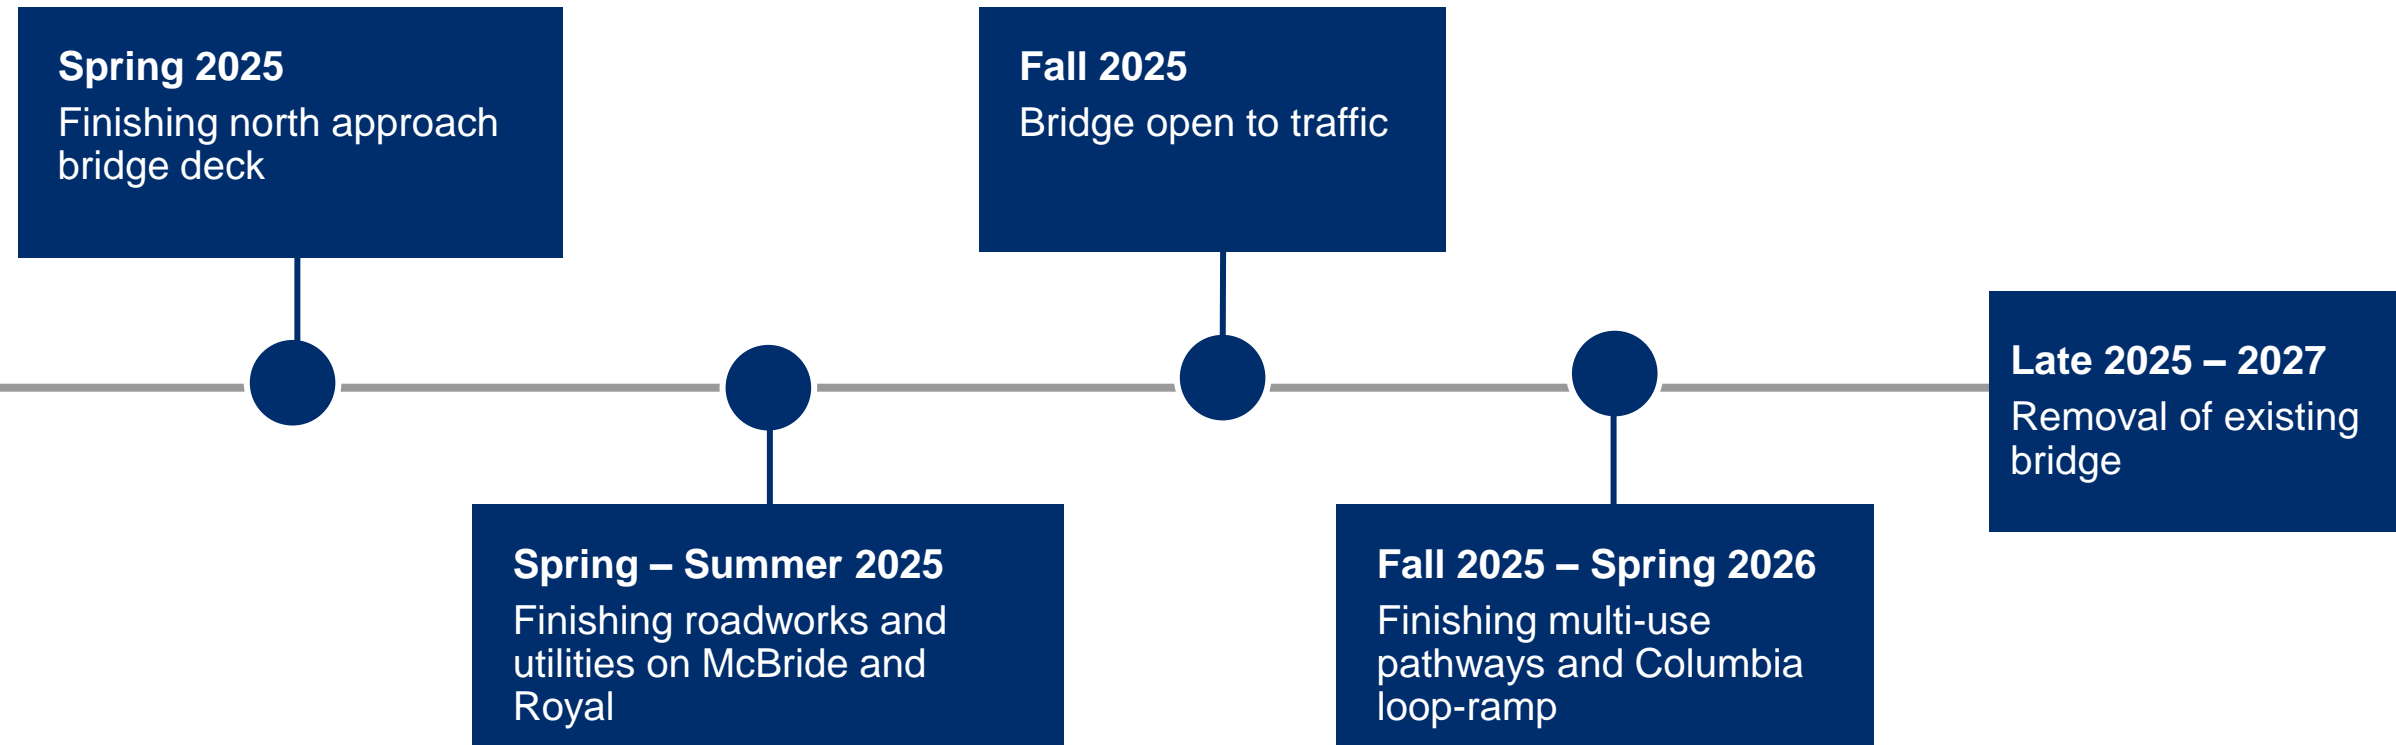 Spring 2025
Finishing north approach
bridge deck
Spring – Summer 2025
Finishing roadworks and
utilities on McBride and
Royal
Fall 2025
Bridge open to traffic
Fall 2025 – Spring 2026
Finishing multi-use
pathways and Columbia
loop-ramp
Late 2025 – 2027
Removal of existing
bridge